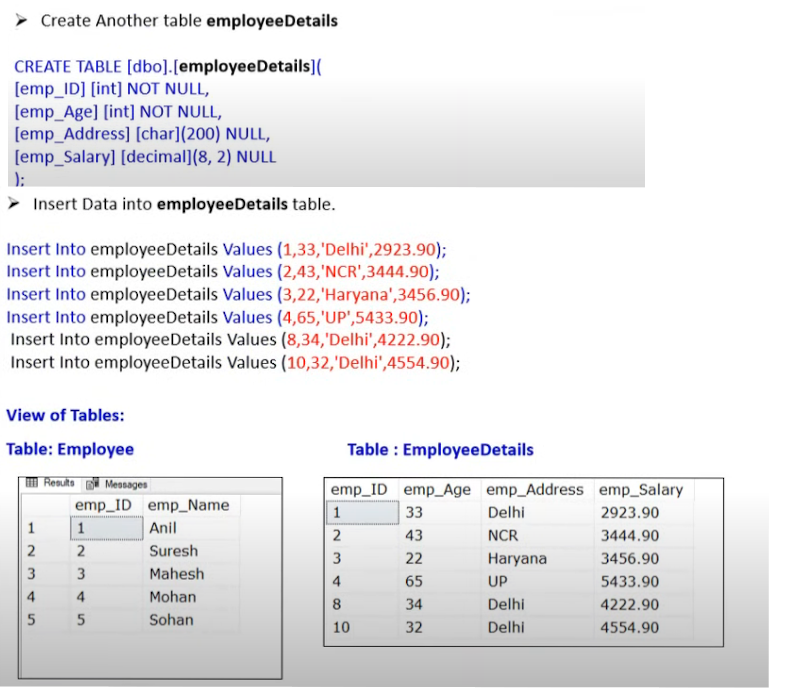 ➢ Create Another table employeeDetails
CREATE TABLE [dbo].[employeeDetails](
[emp_ID] [int] NOT NULL,
[emp_Age] [int] NOT NULL,
[emp_Address] [char](200) NULL,
[emp_Salary] [decimal](8, 2) NULL
);
➢ Insert Data into employeeDetails table.
Insert Into employeeDetails Values (1,33,'Delhi',2923.90);
Insert Into employeeDetails Values (2,43,'NCR',3444.90);
Insert Into employeeDetails Values (3,22,'Haryana',3456.90);
Insert Into employeeDetails Values (4,65,'UP',5433.90);
Insert Into employeeDetails Values (8,34,'Delhi',4222.90);
Insert Into employeeDetails Values (10,32,'Delhi',4554.90);
View of Tables:
Table: Employee
Results Messages
emp_ID emp_Name
1 1 Anil
2 2 Suresh
3 3 Mahesh
4 4 Mohan
5 5 Sohan
Table : EmployeeDetails
emp_ID emp_Age emp_Address emp_Salary
1 33 Delhi 2923.90
2 43 NCR 3444.90
3 22 Haryana 3456.90
4 65 UP 5433.90
8 34 Delhi 4222.90
10 32 Delhi 4554.90